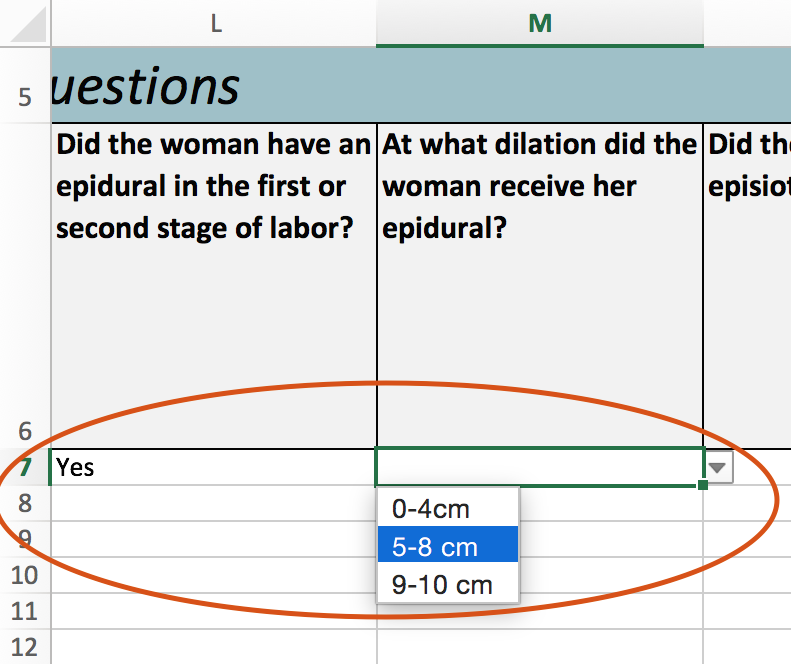 L M
5 uestions
Did the woman have an
epidural in the first or
second stage of labor?
At what dilation did the
woman receive her
epidural?
Did the
episiot
6
7 Yes
8
0-4cm
9
5-8 cm
10
9-10 cm
11
12